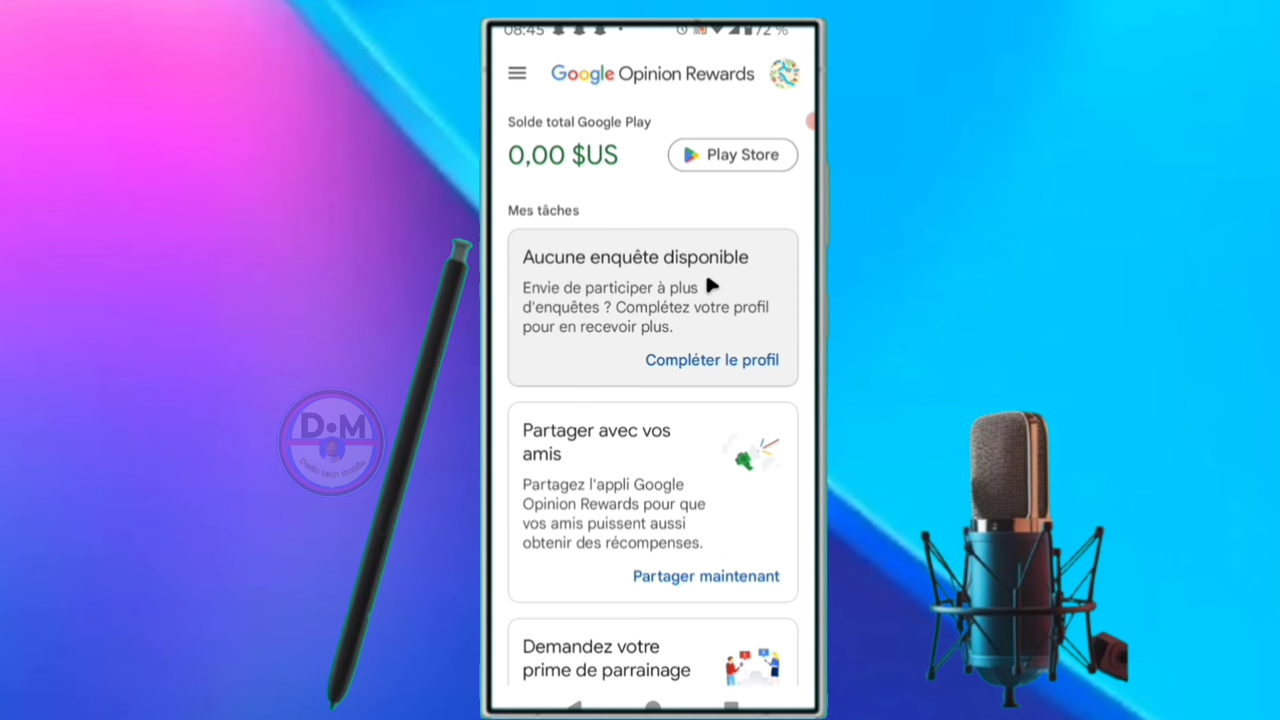 08:45
72 %
Google Opinion Rewards
Solde total Google Play
0,00 $US
Play Store
Mes tâches
Aucune enquête disponible
Envie de participer à plus
d'enquêtes ? Complétez votre profil
pour en recevoir plus.
Compléter le profil
Partager avec vos
amis
Partagez l'appli Google
Opinion Rewards pour que
vos amis puissent aussi
obtenir des récompenses.
Partager maintenant
Demandez votre
prime de parrainage
D•M